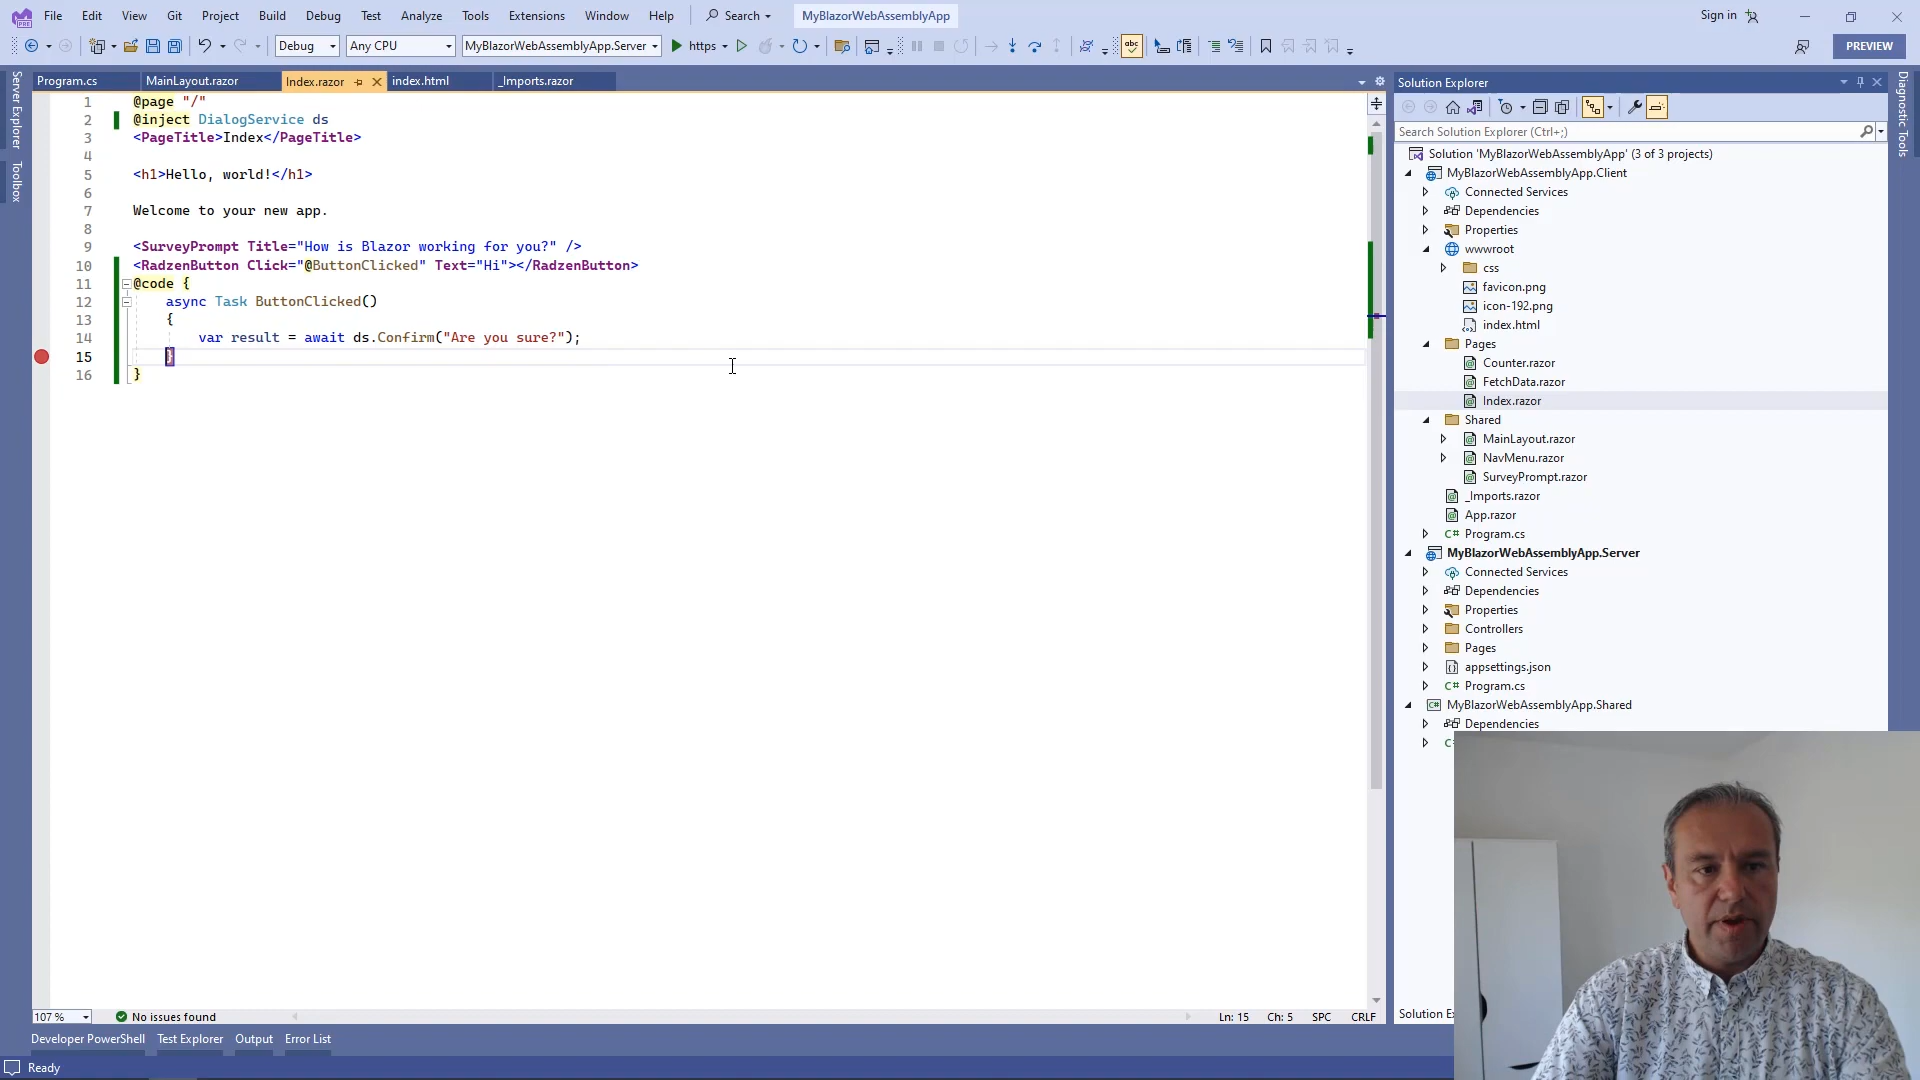 File Edit View Git Project Build Debug Test Analyze Tools Extensions Window Help Search MyBlazorWebAssemblyApp Sign in
Debug Any CPU MyBlazorWebAssemblyApp.Server https abc PREVIEW
Server Explorer
Toolbox
Program.cs MainLayout.razor Index.razor index.html _Imports.razor
1 @page "/"
2 @inject DialogService ds
3 <PageTitle>Index</PageTitle>
4
5 <h1>Hello, world!</h1>
6
7 Welcome to your new app.
8
9 <SurveyPrompt Title="How is Blazor working for you?" />
10 <RadzenButton Click="@ButtonClicked" Text="Hi"></RadzenButton>
11 @code {
12 async Task ButtonClicked()
13 {
14 var result = await ds.Confirm("Are you sure?");
15 }
16 }
107 % No issues found Ln: 15 Ch: 5 SPC CRLF
Developer PowerShell Test Explorer Output Error List
Ready
Solution Explorer
Search Solution Explorer (Ctrl+;)
Solution 'MyBlazorWebAssemblyApp' (3 of 3 projects)
MyBlazorWebAssemblyApp.Client
Connected Services
Dependencies
Properties
wwwroot
css
favicon.png
icon-192.png
index.html
Pages
Counter.razor
FetchData.razor
Index.razor
Shared
MainLayout.razor
NavMenu.razor
SurveyPrompt.razor
_Imports.razor
App.razor
C# Program.cs
MyBlazorWebAssemblyApp.Server
Connected Services
Dependencies
Properties
Controllers
Pages
appsettings.json
C# Program.cs
MyBlazorWebAssemblyApp.Shared
Dependencies
Diagnostic Tools